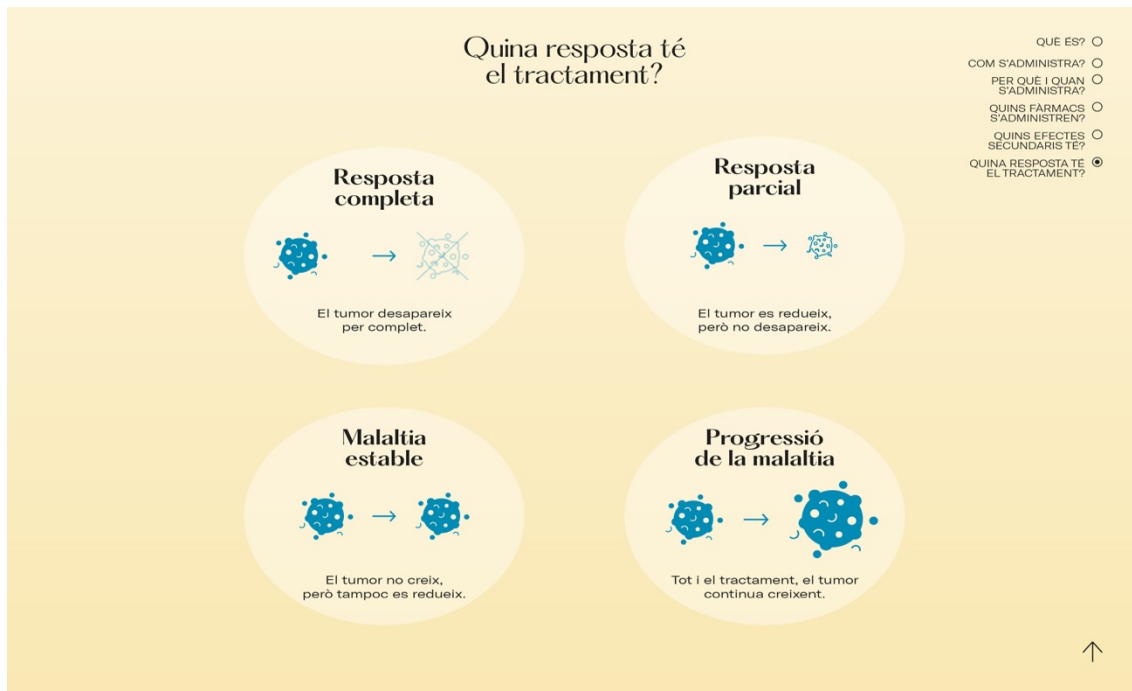 Quina resposta té
el tractament?
QUÈ ÉS?
COM S'ADMINISTRA?
PER QUÈ I QUAN
S'ADMINISTRA?
QUINS FÀRMACS
S'ADMINISTREN?
QUINS EFECTES
SECUNDARIS TÉ?
QUINA RESPOSTA TÉ
EL TRACTAMENT?
Resposta
completa
El tumor desapareix
per complet.
Resposta
parcial
El tumor es redueix,
però no desapareix.
Malaltia
estable
El tumor no creix,
però tampoc es redueix.
Progressió
de la malaltia
Tot i el tractament, el tumor
continua creixent.